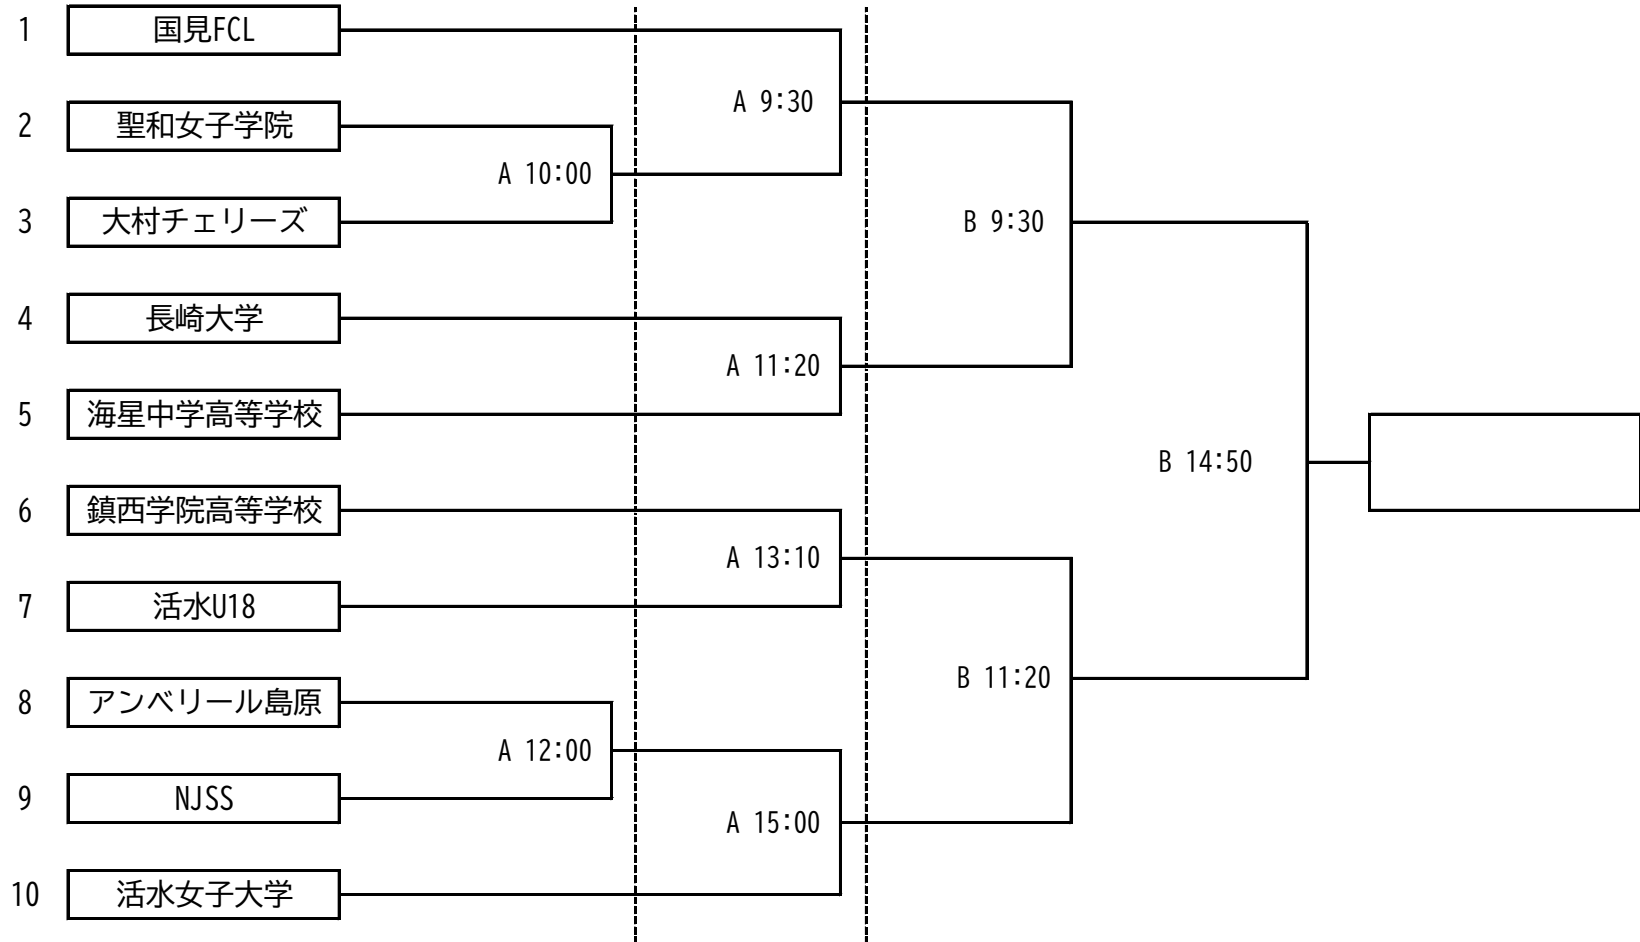 1 国見FCL
A 9:30
2 聖和女子学院
A 10:00
3 大村チェリーズ
B 9:30
4 長崎大学
A 11:20
5 海星中学高等学校
B 14:50
6 鎮西学院高等学校
A 13:10
7 活水U18
B 11:20
8 アンベリール島原
A 12:00
9 NJSS
A 15:00
10 活水女子大学